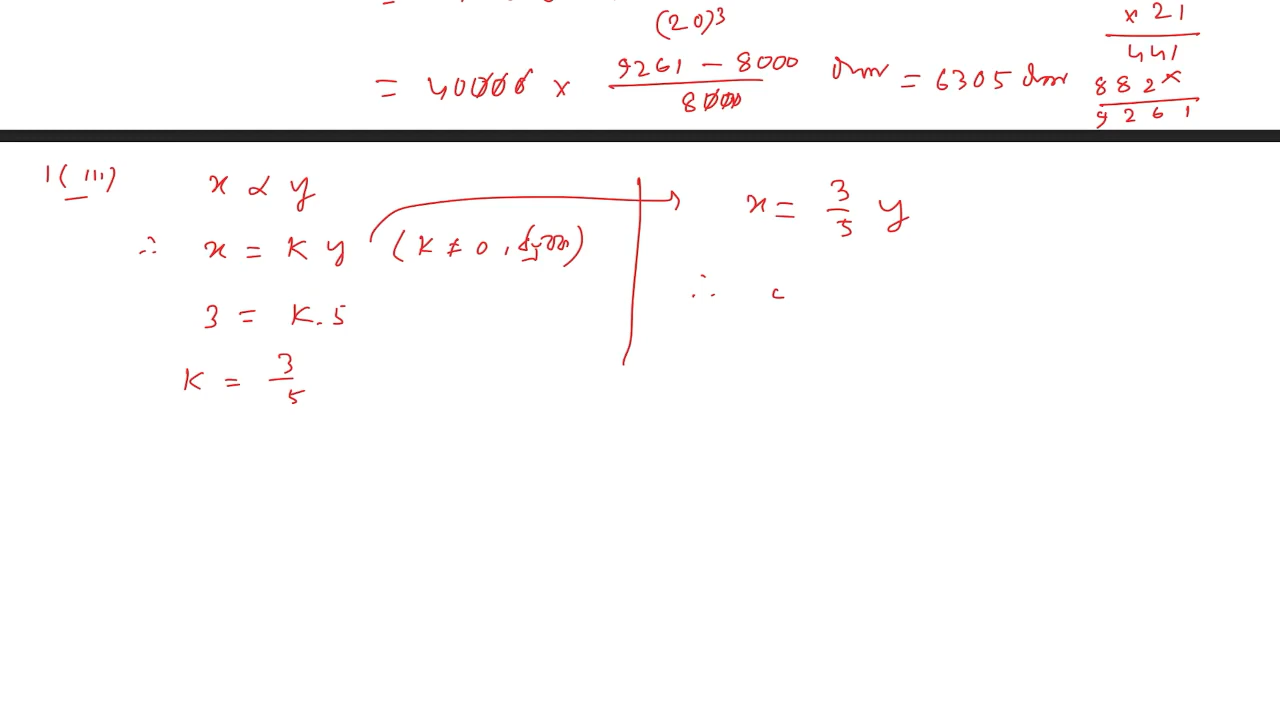 (20)³
= 40000 × (9261 - 8000)/8000 টাকা = 6305 টাকা
× 21
441
882×
9261
1(iii) x ∝ y
∴ x = K y (K ≠ 0, ধ্রুবক)
3 = K. 5
K = 3/5
x = 3/5 y
∴